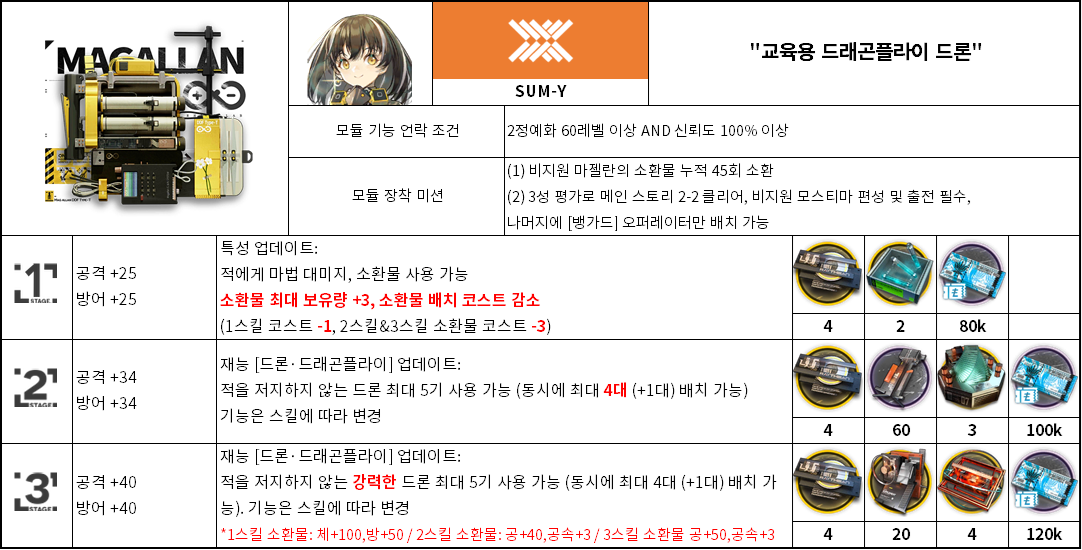 MAGALLAN
SUM-Y
"교육용 드래곤플라이 드론"
모듈 기능 언락 조건
2정예화 60레벨 이상 AND 신뢰도 100% 이상
모듈 장착 미션
(1) 비지원 마젤란의 소환물 누적 45회 소환
(2) 3성 평가로 메인 스토리 2-2 클리어, 비지원 모스티마 편성 및 출전 필수,
나머지에 [뱅가드] 오퍼레이터만 배치 가능
1
STAGE
공격 +25
방어 +25
특성 업데이트:
적에게 마법 대미지, 소환물 사용 가능
소환물 최대 보유량 +3, 소환물 배치 코스트 감소
(1스킬 코스트 -1, 2스킬&3스킬 소환물 코스트 -3)
4
2
80k
2
STAGE
공격 +34
방어 +34
재능 [드론·드래곤플라이] 업데이트:
적을 저지하지 않는 드론 최대 5기 사용 가능 (동시에 최대 4대 (+1대) 배치 가능)
기능은 스킬에 따라 변경
4
60
3
100k
3
STAGE
공격 +40
방어 +40
재능 [드론·드래곤플라이] 업데이트:
적을 저지하지 않는 강력한 드론 최대 5기 사용 가능 (동시에 최대 4대 (+1대) 배치 가
능). 기능은 스킬에 따라 변경
*1스킬 소환물: 체+100,방+50 / 2스킬 소환물: 공+40,공속+3 / 3스킬 소환물 공+50,공속+3
4
20
4
120k